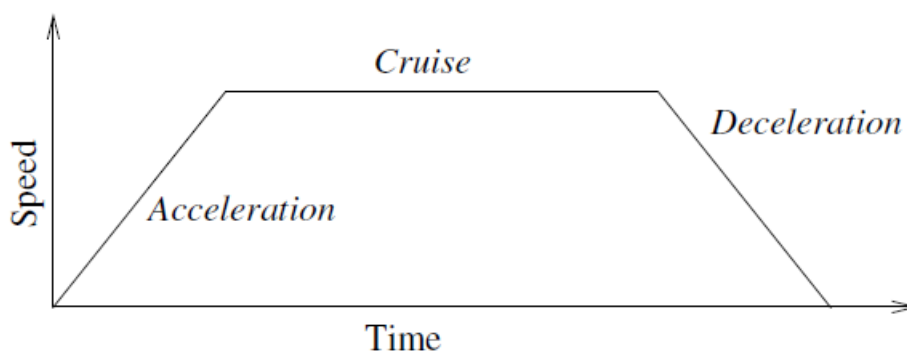 Cruise
Deceleration
Speed
Acceleration
Time